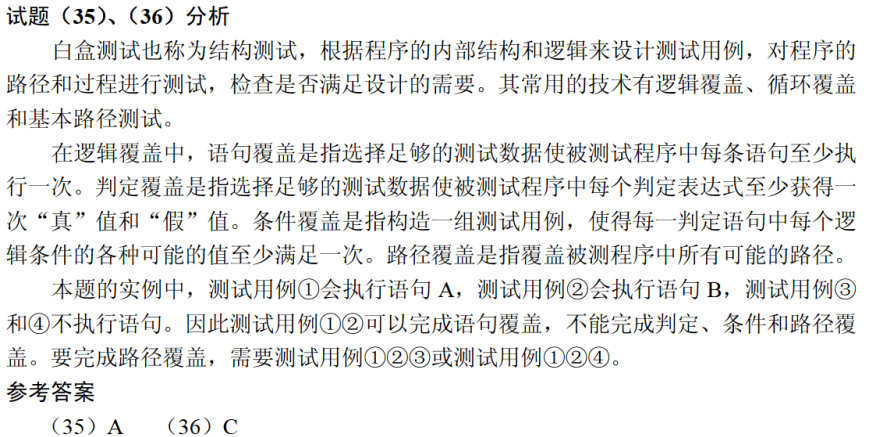 试题（35）、（36）分析
白盒测试也称为结构测试，根据程序的内部结构和逻辑来设计测试用例，对程序的
路径和过程进行测试，检查是否满足设计的需要。其常用的技术有逻辑覆盖、循环覆盖
和基本路径测试。
在逻辑覆盖中，语句覆盖是指选择足够的测试数据使被测试程序中每条语句至少执
行一次。判定覆盖是指选择足够的测试数据使被测试程序中每个判定表达式至少获得一
次“真”值和“假”值。条件覆盖是指构造一组测试用例，使得每一判定语句中每个逻
辑条件的各种可能的值至少满足一次。路径覆盖是指覆盖被测程序中所有可能的路径。
本题的实例中，测试用例①会执行语句 A，测试用例②会执行语句 B，测试用例③
和④不执行语句。因此测试用例①②可以完成语句覆盖，不能完成判定、条件和路径覆
盖。要完成路径覆盖，需要测试用例①②③或测试用例①②④。
参考答案
（35）A （36）C